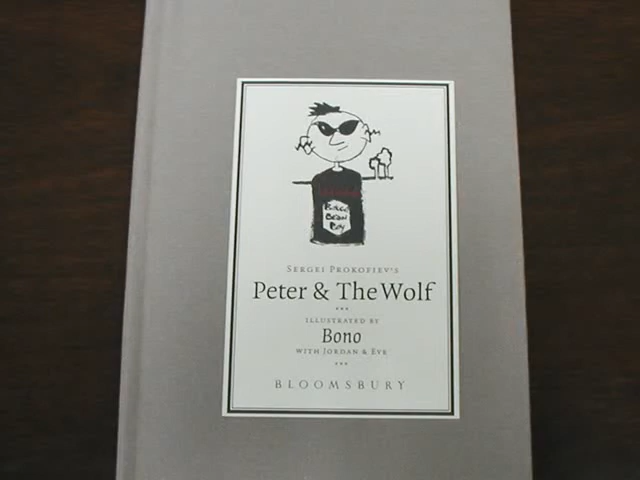 SERGEI PROKOFIEV'S
Peter & The Wolf
ILLUSTRATED BY
Bono
WITH JORDAN & EVE
BLOOMSBURY